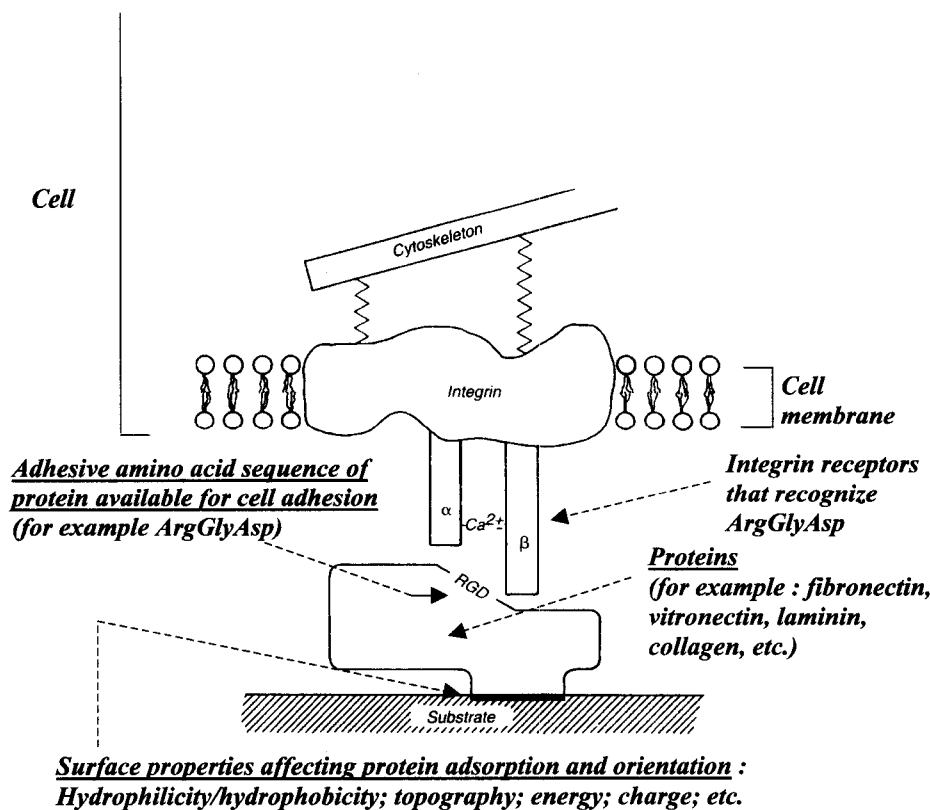 Cell
Cytoskeleton
Integrin
Cell
membrane
Adhesive amino acid sequence of
protein available for cell adhesion
(for example ArgGlyAsp)
α
Ca2+
β
Integrin receptors
that recognize
ArgGlyAsp
RGD
Proteins
(for example : fibronectin,
vitronectin, laminin,
collagen, etc.)
Substrate
Surface properties affecting protein adsorption and orientation :
Hydrophilicity/hydrophobicity; topography; energy; charge; etc.